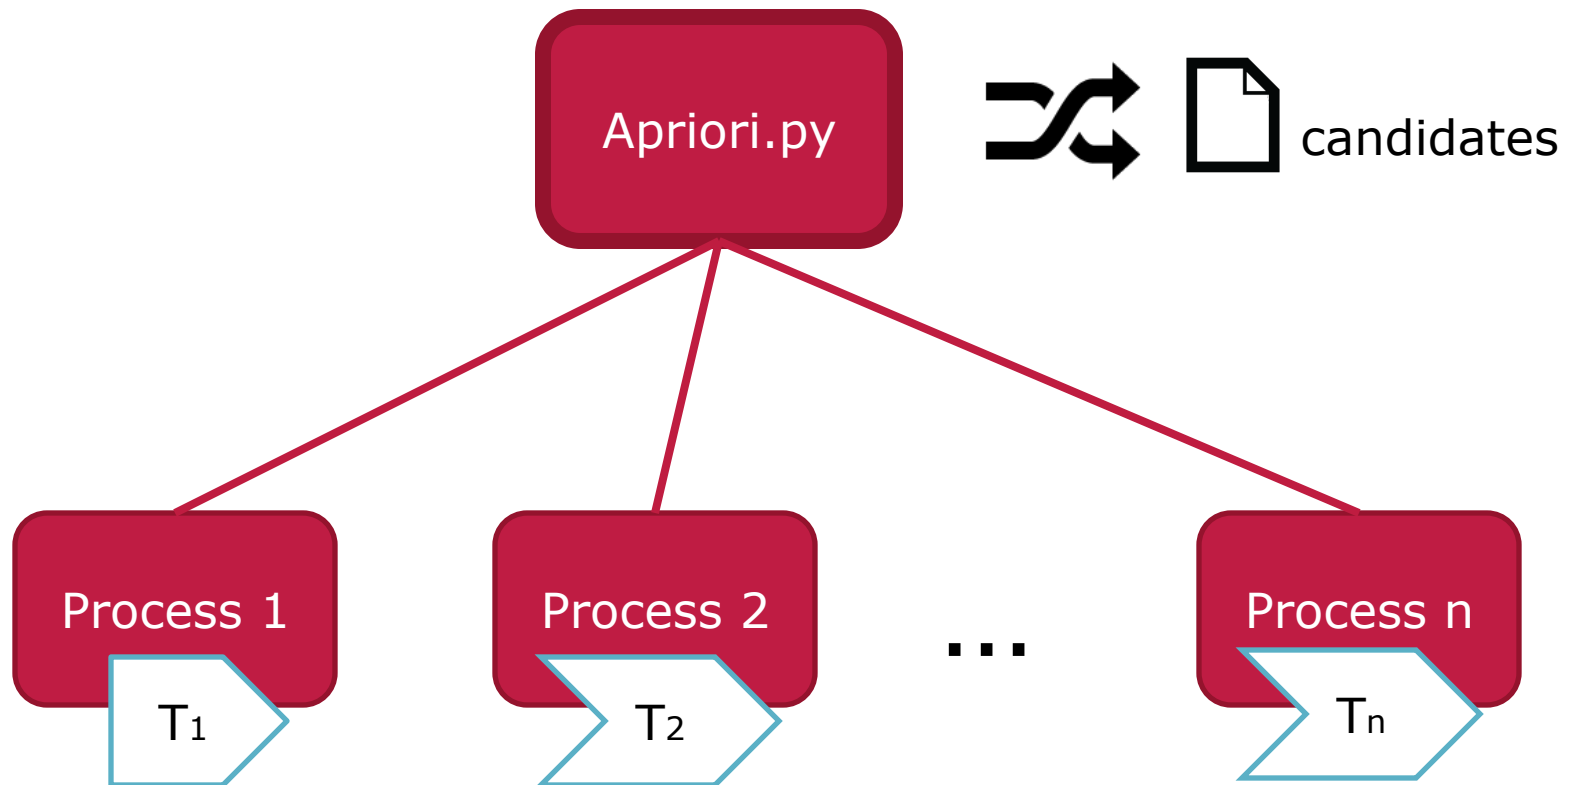 Apriori.py
candidates
Process 1
Process 2
...
Process n
T1
T2
Tn